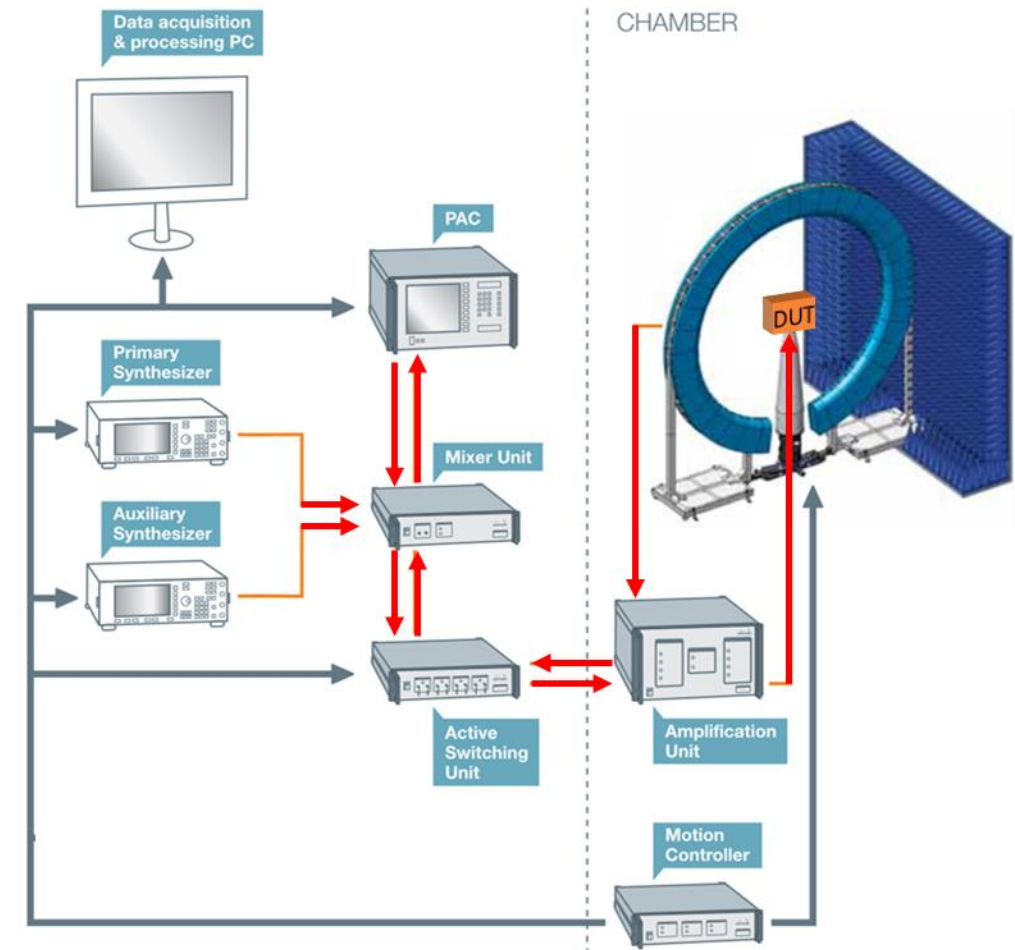 Data acquisition
& processing PC
CHAMBER
PAC
DUT
Primary
Synthesizer
Mixer Unit
Auxiliary
Synthesizer
Active
Switching
Unit
Amplification
Unit
Motion
Controller